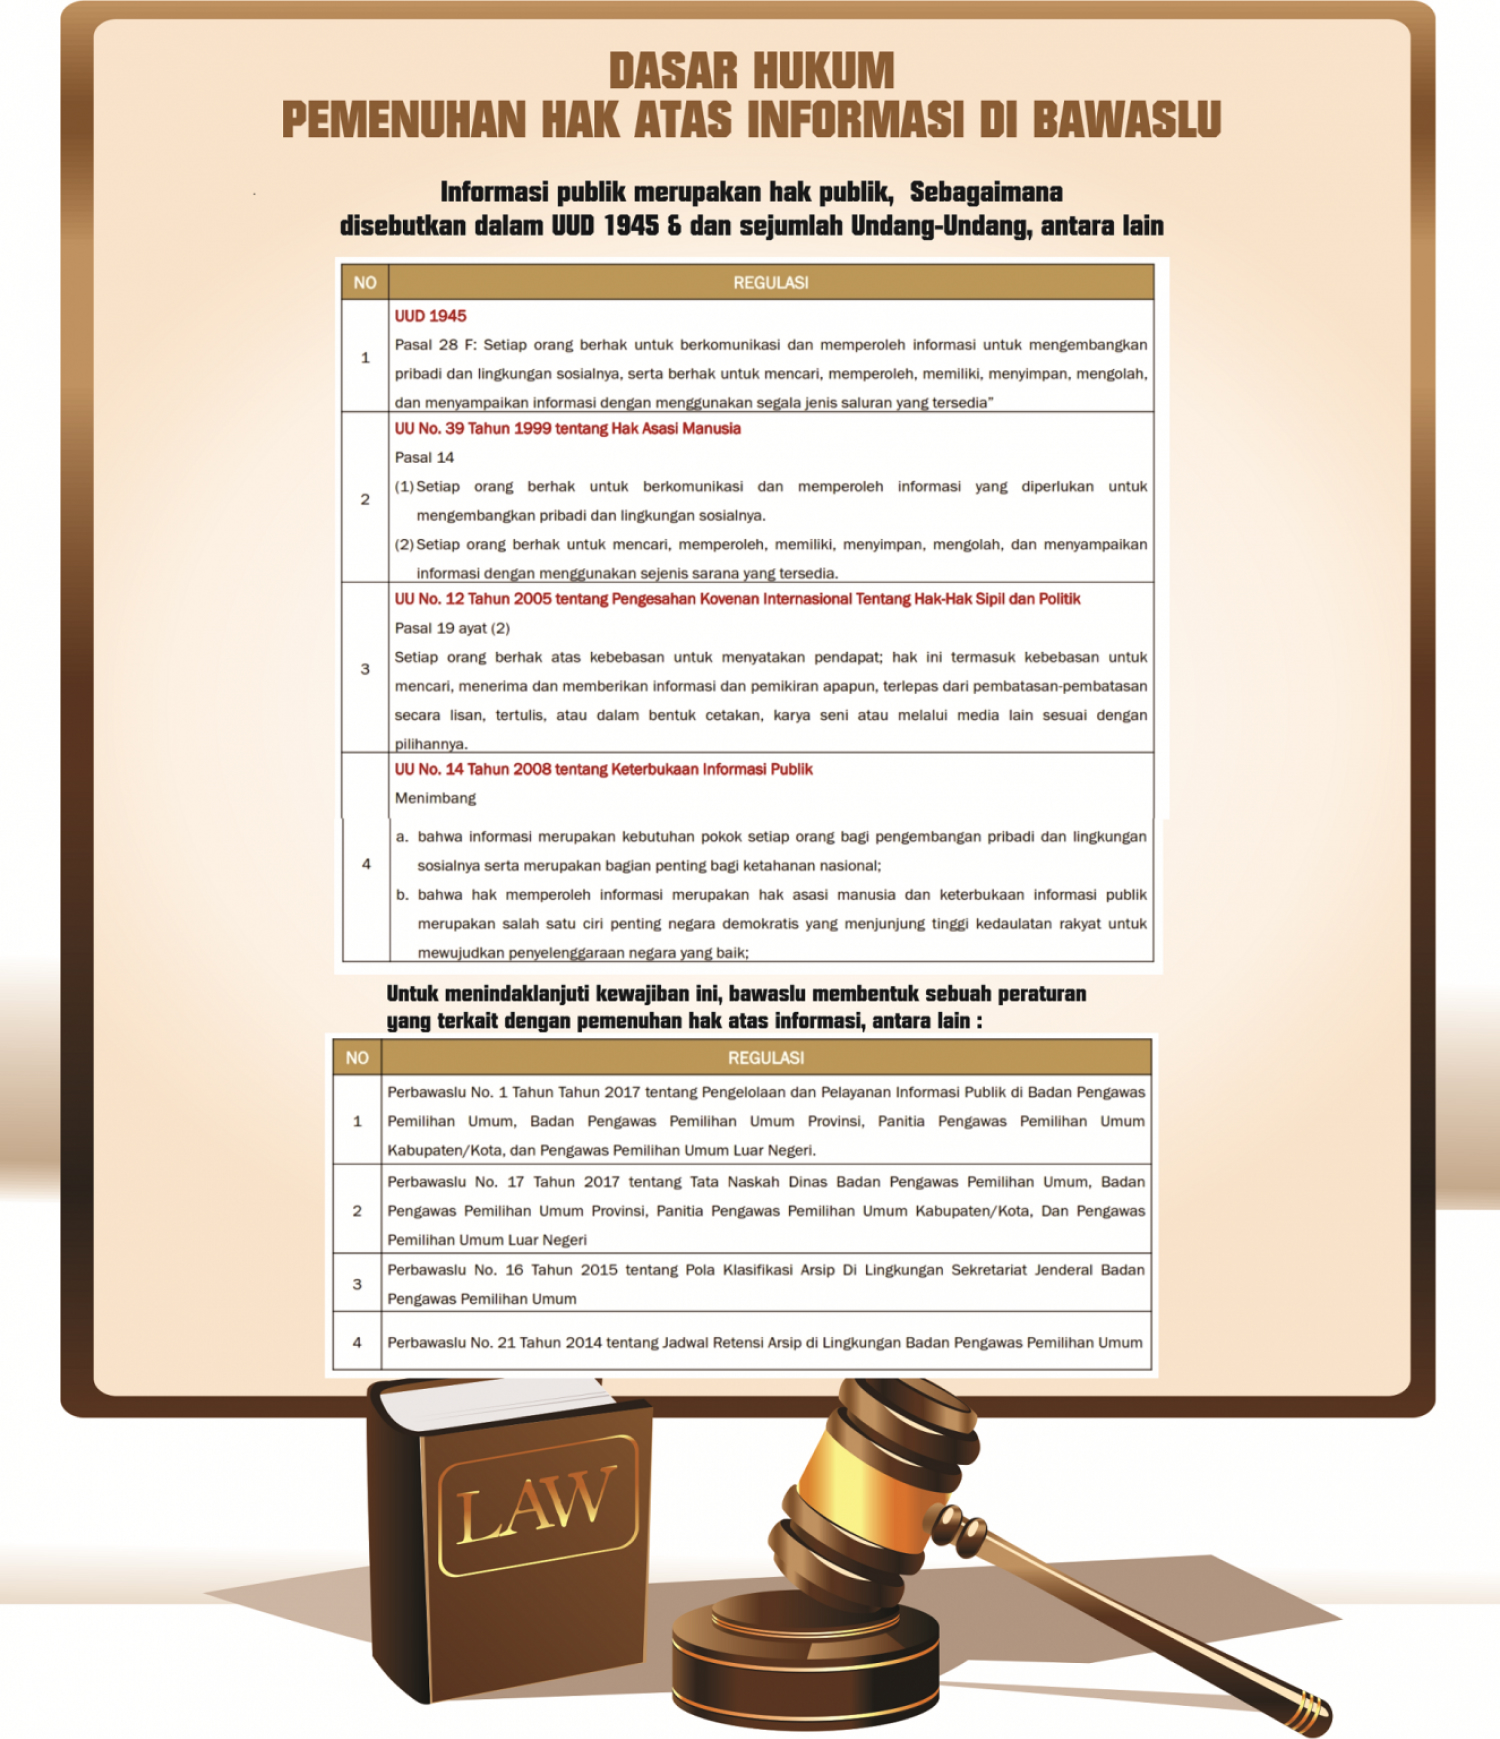 DASAR HUKUM
PEMENUHAN HAK ATAS INFORMASI DI BAWASLU
Informasi publik merupakan hak publik, Sebagaimana
disebutkan dalam UUD 1945 & dan sejumlah Undang-Undang, antara lain
NO REGULASI
UUD 1945
Pasal 28 F: Setiap orang berhak untuk berkomunikasi dan memperoleh informasi untuk mengembangkan
1
pribadi dan lingkungan sosialnya, serta berhak untuk mencari, memperoleh, memiliki, menyimpan, mengolah,
dan menyampaikan informasi dengan menggunakan segala jenis saluran yang tersedia”
UU No. 39 Tahun 1999 tentang Hak Asasi Manusia
Pasal 14
(1) Setiap orang berhak untuk berkomunikasi dan memperoleh informasi yang diperlukan untuk
2
mengembangkan pribadi dan lingkungan sosialnya.
(2) Setiap orang berhak untuk mencari, memperoleh, memiliki, menyimpan, mengolah, dan menyampaikan
informasi dengan menggunakan sejenis sarana yang tersedia.
UU No. 12 Tahun 2005 tentang Pengesahan Kovenan Internasional Tentang Hak-Hak Sipil dan Politik
Pasal 19 ayat (2)
Setiap orang berhak atas kebebasan untuk menyatakan pendapat; hak ini termasuk kebebasan untuk
3
mencari, menerima dan memberikan informasi dan pemikiran apapun, terlepas dari pembatasan-pembatasan
secara lisan, tertulis, atau dalam bentuk cetakan, karya seni atau melalui media lain sesuai dengan
pilihannya.
UU No. 14 Tahun 2008 tentang Keterbukaan Informasi Publik
Menimbang
a. bahwa informasi merupakan kebutuhan pokok setiap orang bagi pengembangan pribadi dan lingkungan
4
sosialnya serta merupakan bagian penting bagi ketahanan nasional;
b. bahwa hak memperoleh informasi merupakan hak asasi manusia dan keterbukaan informasi publik
merupakan salah satu ciri penting negara demokratis yang menjunjung tinggi kedaulatan rakyat untuk
mewujudkan penyelenggaraan negara yang baik;
Untuk menindaklanjuti kewajiban ini, bawaslu membentuk sebuah peraturan
yang terkait dengan pemenuhan hak atas informasi, antara lain :
NO REGULASI
Perbawaslu No. 1 Tahun Tahun 2017 tentang Pengelolaan dan Pelayanan Informasi Publik di Badan Pengawas
1 Pemilihan Umum, Badan Pengawas Pemilihan Umum Provinsi, Panitia Pengawas Pemilihan Umum
Kabupaten/Kota, dan Pengawas Pemilihan Umum Luar Negeri.
Perbawaslu No. 17 Tahun 2017 tentang Tata Naskah Dinas Badan Pengawas Pemilihan Umum, Badan
2 Pengawas Pemilihan Umum Provinsi, Panitia Pengawas Pemilihan Umum Kabupaten/Kota, Dan Pengawas
Pemilihan Umum Luar Negeri
Perbawaslu No. 16 Tahun 2015 tentang Pola Klasifikasi Arsip Di Lingkungan Sekretariat Jenderal Badan
3
Pengawas Pemilihan Umum
4 Perbawaslu No. 21 Tahun 2014 tentang Jadwal Retensi Arsip di Lingkungan Badan Pengawas Pemilihan Umum
LAW